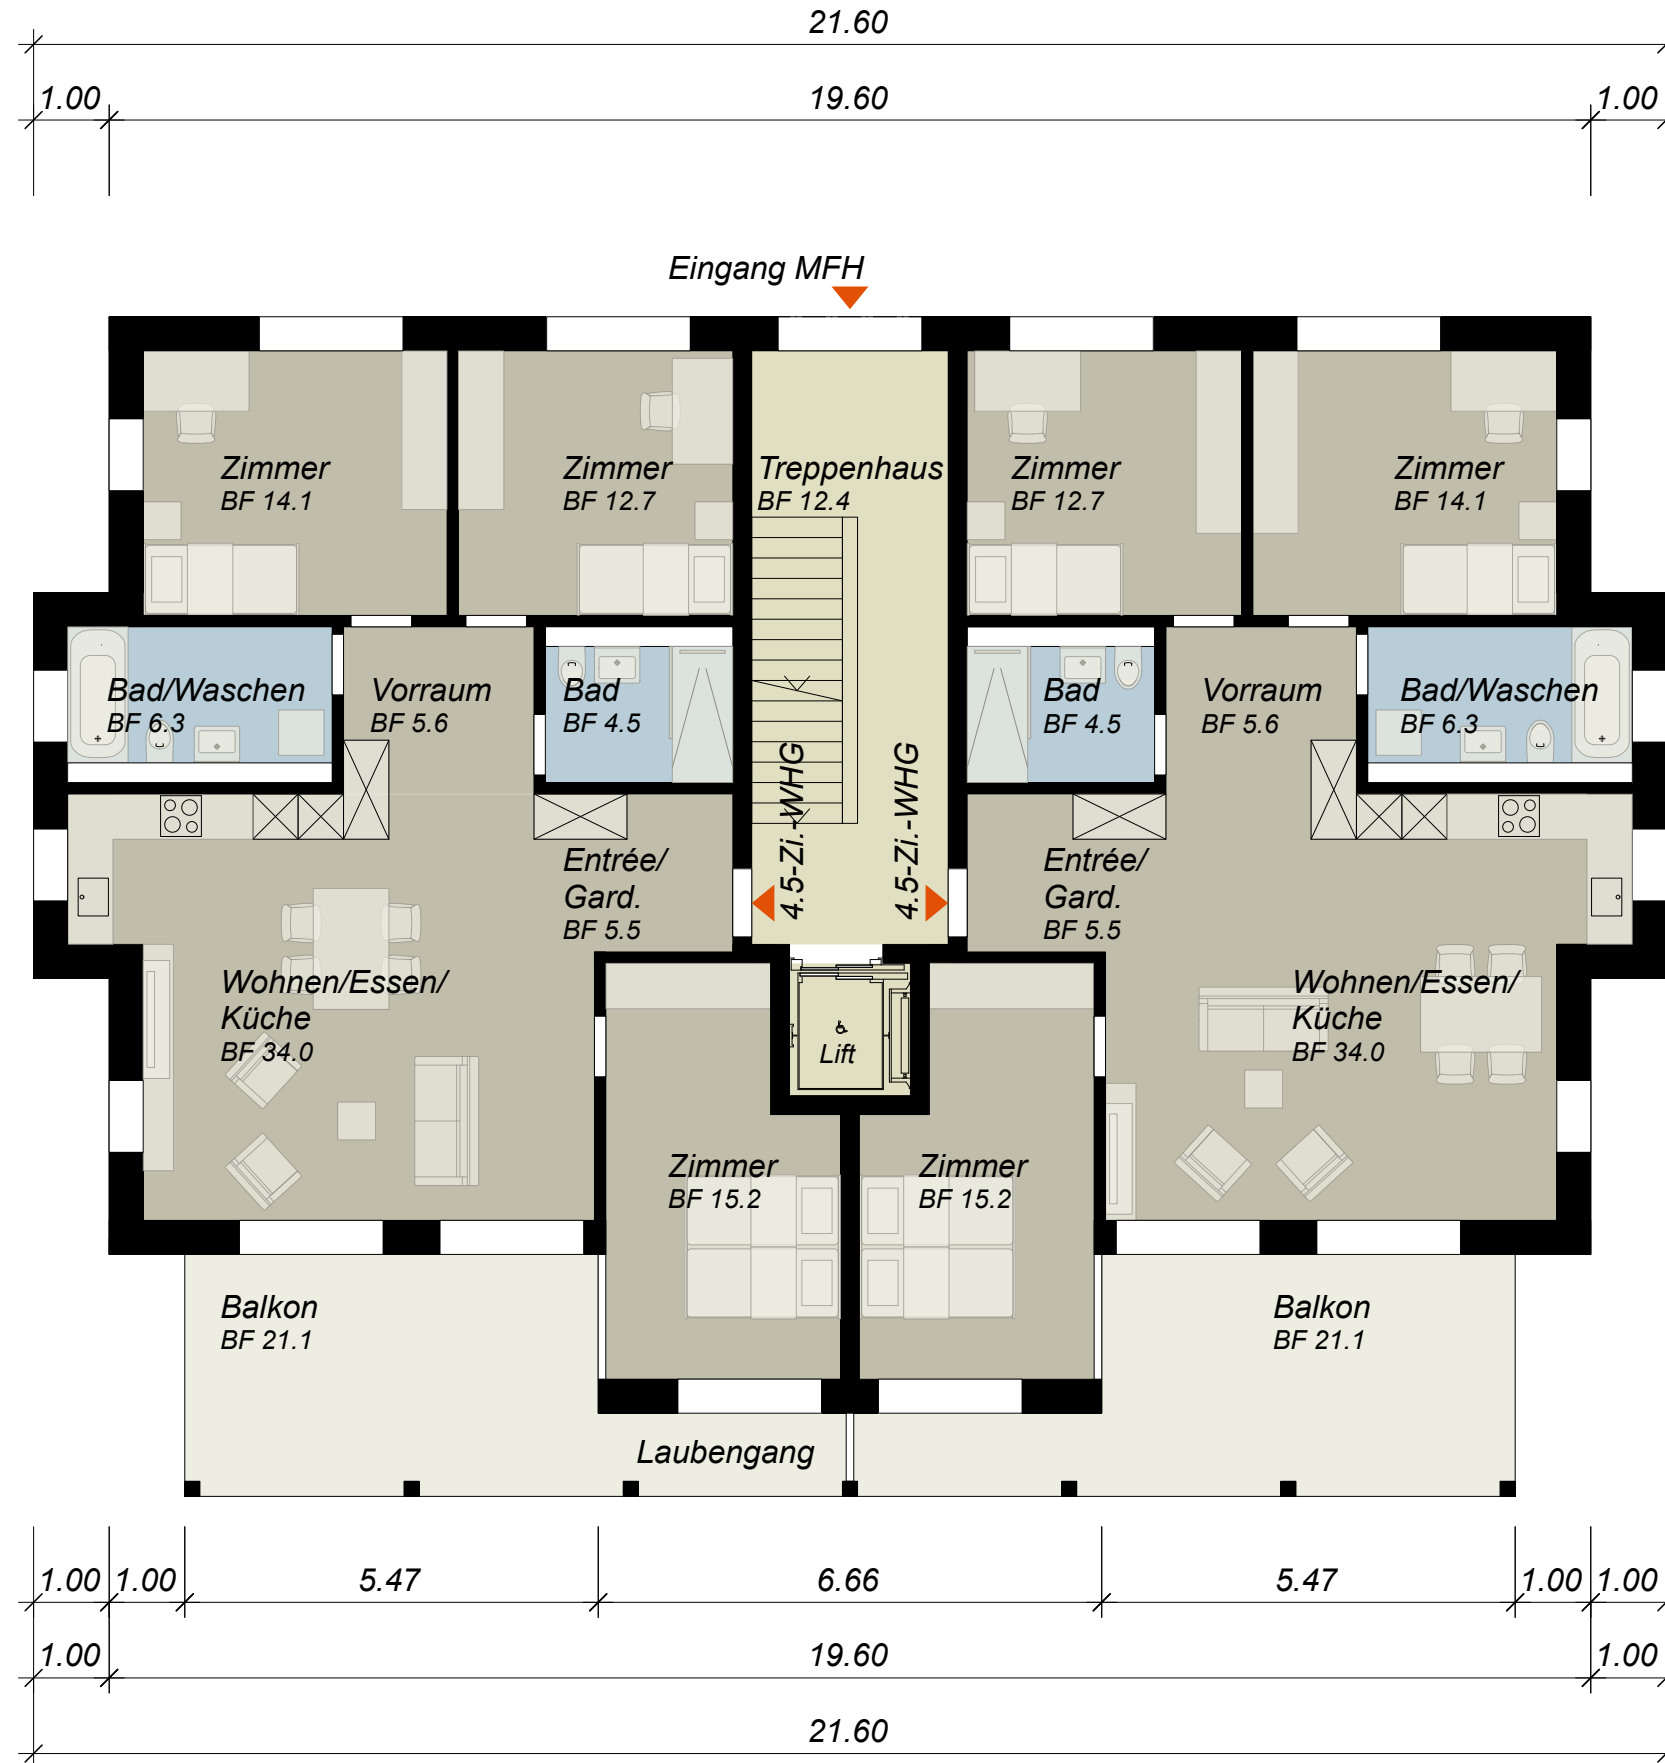 21.60
1.00 19.60 1.00
Eingang MFH
Zimmer Zimmer Treppenhaus Zimmer Zimmer
BF 14.1 BF 12.7 BF 12.4 BF 12.7 BF 14.1
Bad/Waschen Vorraum Bad Bad Vorraum Bad/Waschen
BF 6.3 BF 5.6 BF 4.5 BF 4.5 BF 5.6 BF 6.3
4.5-Zi.-WHG 4.5-Zi.-WHG
Entrée/ Entrée/
Gard. Gard.
BF 5.5 BF 5.5
Wohnen/Essen/ Wohnen/Essen/
Küche Küche
BF 34.0 Lift BF 34.0
Zimmer Zimmer
BF 15.2 BF 15.2
Balkon Balkon
BF 21.1 BF 21.1
Laubengang
1.00 1.00 5.47 6.66 5.47 1.00 1.00
1.00 19.60 1.00
21.60